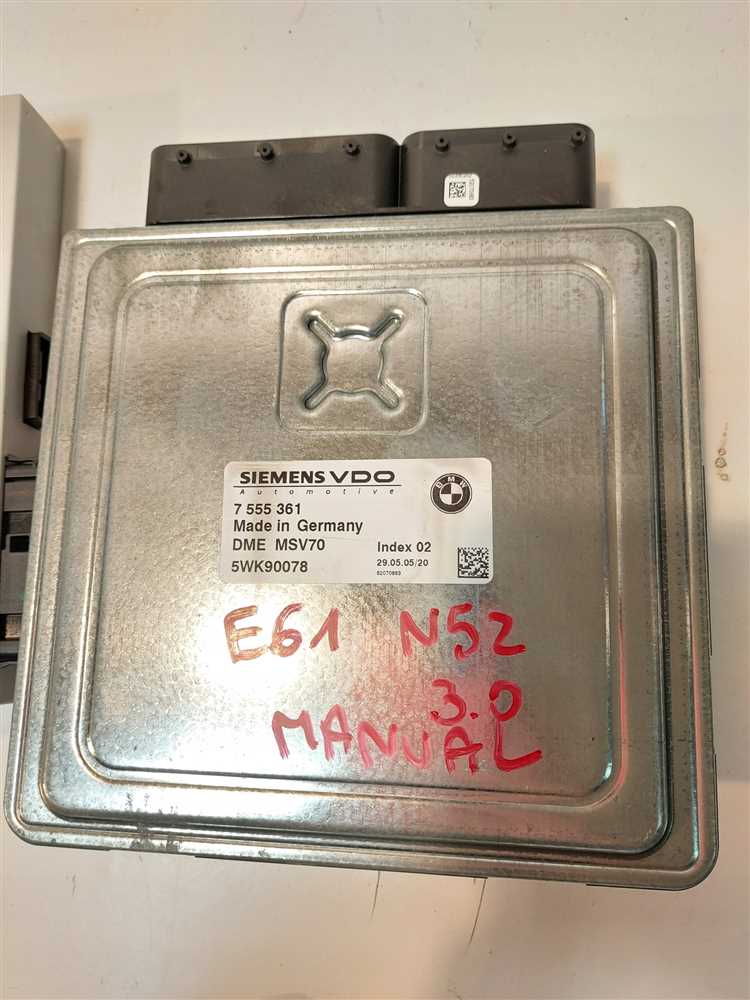 SIEMENS VDO
Automotive
BMW
7 555 361
Made in Germany
DME MSV70 Index 02
5WK90078 29.05.05/20
E61 N52
3.0
MANUAL